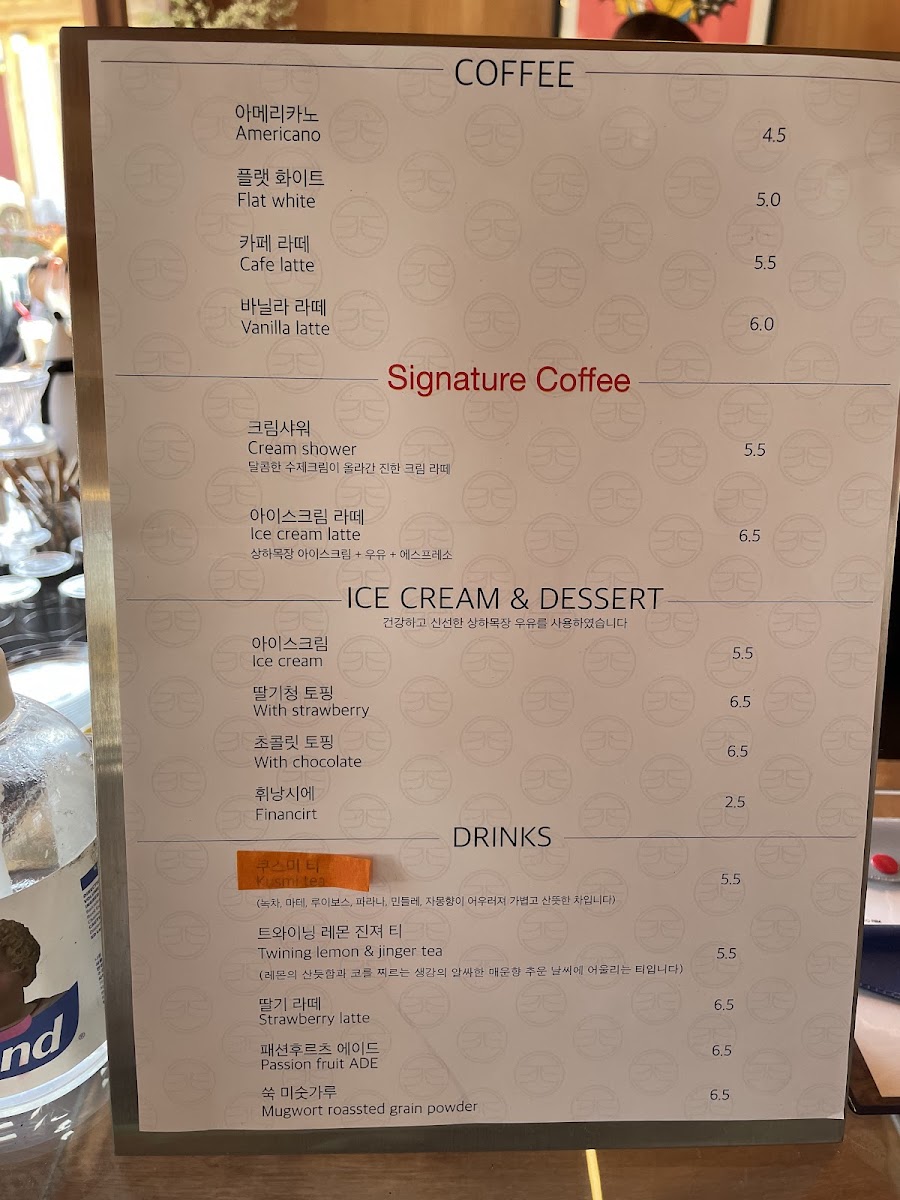 COFFEE
아메리카노
Americano
4.5
플랫 화이트
Flat white
5.0
카페 라떼
Cafe latte
5.5
바닐라 라떼
Vanilla latte
6.0
Signature Coffee
크림샤워
Cream shower
5.5
달콤한 수제크림이 올라간 진한 크림 라떼
아이스크림 라떼
Ice cream latte
6.5
상하목장 아이스크림 + 우유 + 에스프레소
ICE CREAM & DESSERT
건강하고 신선한 상하목장 우유를 사용하였습니다
아이스크림
Ice cream
5.5
딸기청 토핑
With strawberry
6.5
초콜릿 토핑
With chocolate
6.5
휘낭시에
Financirt
2.5
DRINKS
쿠스미 티
Kusmi tea
5.5
(녹차, 마테, 루이보스, 과라나, 민들레, 자몽향이 어우러져 가볍고 산뜻한 차입니다)
트와이닝 레몬 진져 티
Twining lemon & jinger tea
5.5
(레몬의 산듯함과 코를 찌르는 생강의 알싸한 매운향 추운 날씨에 어울리는 티입니다)
딸기 라떼
Strawberry latte
6.5
패션후르츠 에이드
Passion fruit ADE
6.5
쑥 미숫가루
Mugwort roassted grain powder
6.5
nd